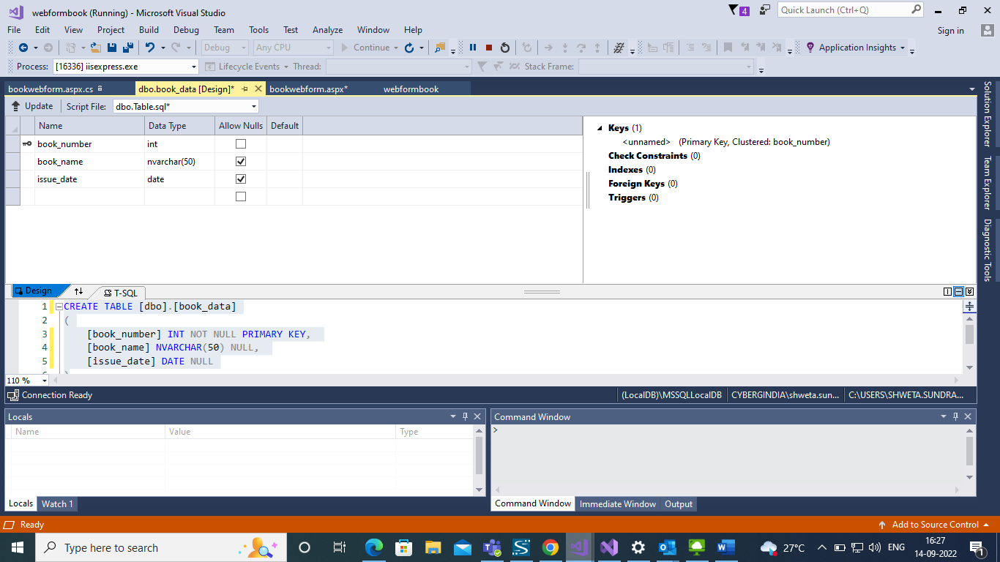 webformbook (Running) - Microsoft Visual Studio
4
Quick Launch (Ctrl+Q)
File Edit View Project Build Debug Team Tools Test Analyze Window Help
Sign in
Debug Any CPU Continue Application Insights
Process: [16336] iisexpress.exe Lifecycle Events Thread: Stack Frame:
bookwebform.aspx.cs dbo.book_data [Design]* bookwebform.aspx* webformbook
Update Script File: dbo.Table.sql*
Name Data Type Allow Nulls Default
book_number int
book_name nvarchar(50)
issue_date date
Keys (1)
<unnamed> (Primary Key, Clustered: book_number)
Check Constraints (0)
Indexes (0)
Foreign Keys (0)
Triggers (0)
Solution Explorer
Team Explorer
Diagnostic Tools
Design T-SQL
1 CREATE TABLE [dbo].[book_data]
2 (
3 [book_number] INT NOT NULL PRIMARY KEY,
4 [book_name] NVARCHAR(50) NULL,
5 [issue_date] DATE NULL
110 %
Connection Ready (LocalDB)\MSSQLLocalDB CYBERGINDIA\shweta.sun... C:\USERS\SHWETA.SUNDRA...
Locals
Name Value Type
Locals Watch 1
Command Window
>
Command Window Immediate Window Output
Ready Add to Source Control
Type here to search
27°C ENG 16:27
14-09-2022
1